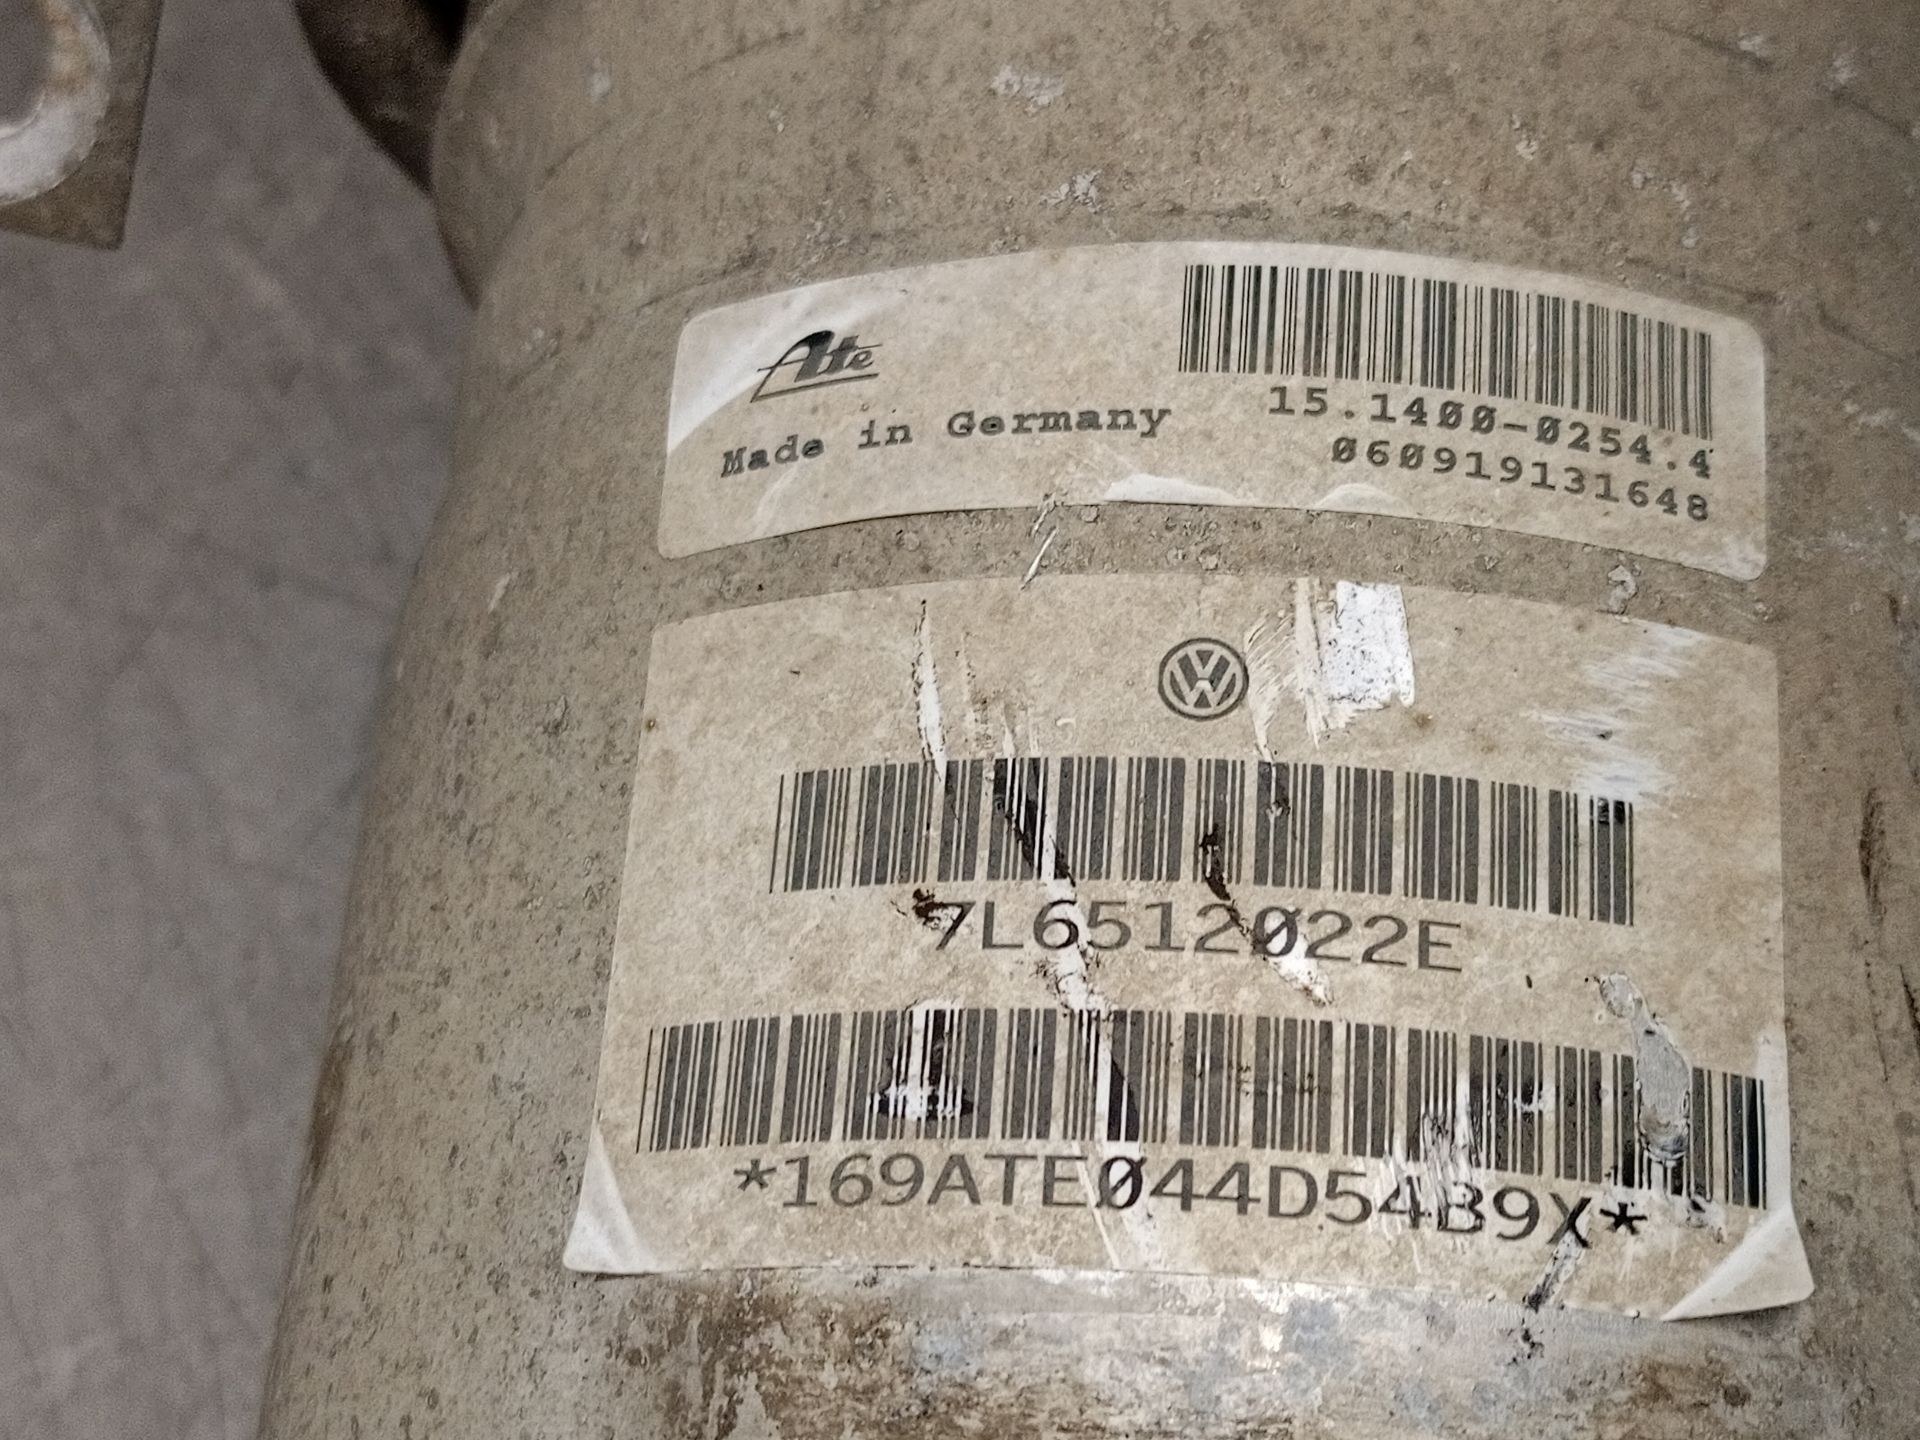 Ate
Made in Germany
15.1400-0254.4
060919131648
7L6512022E
*169ATE044D54B9X*